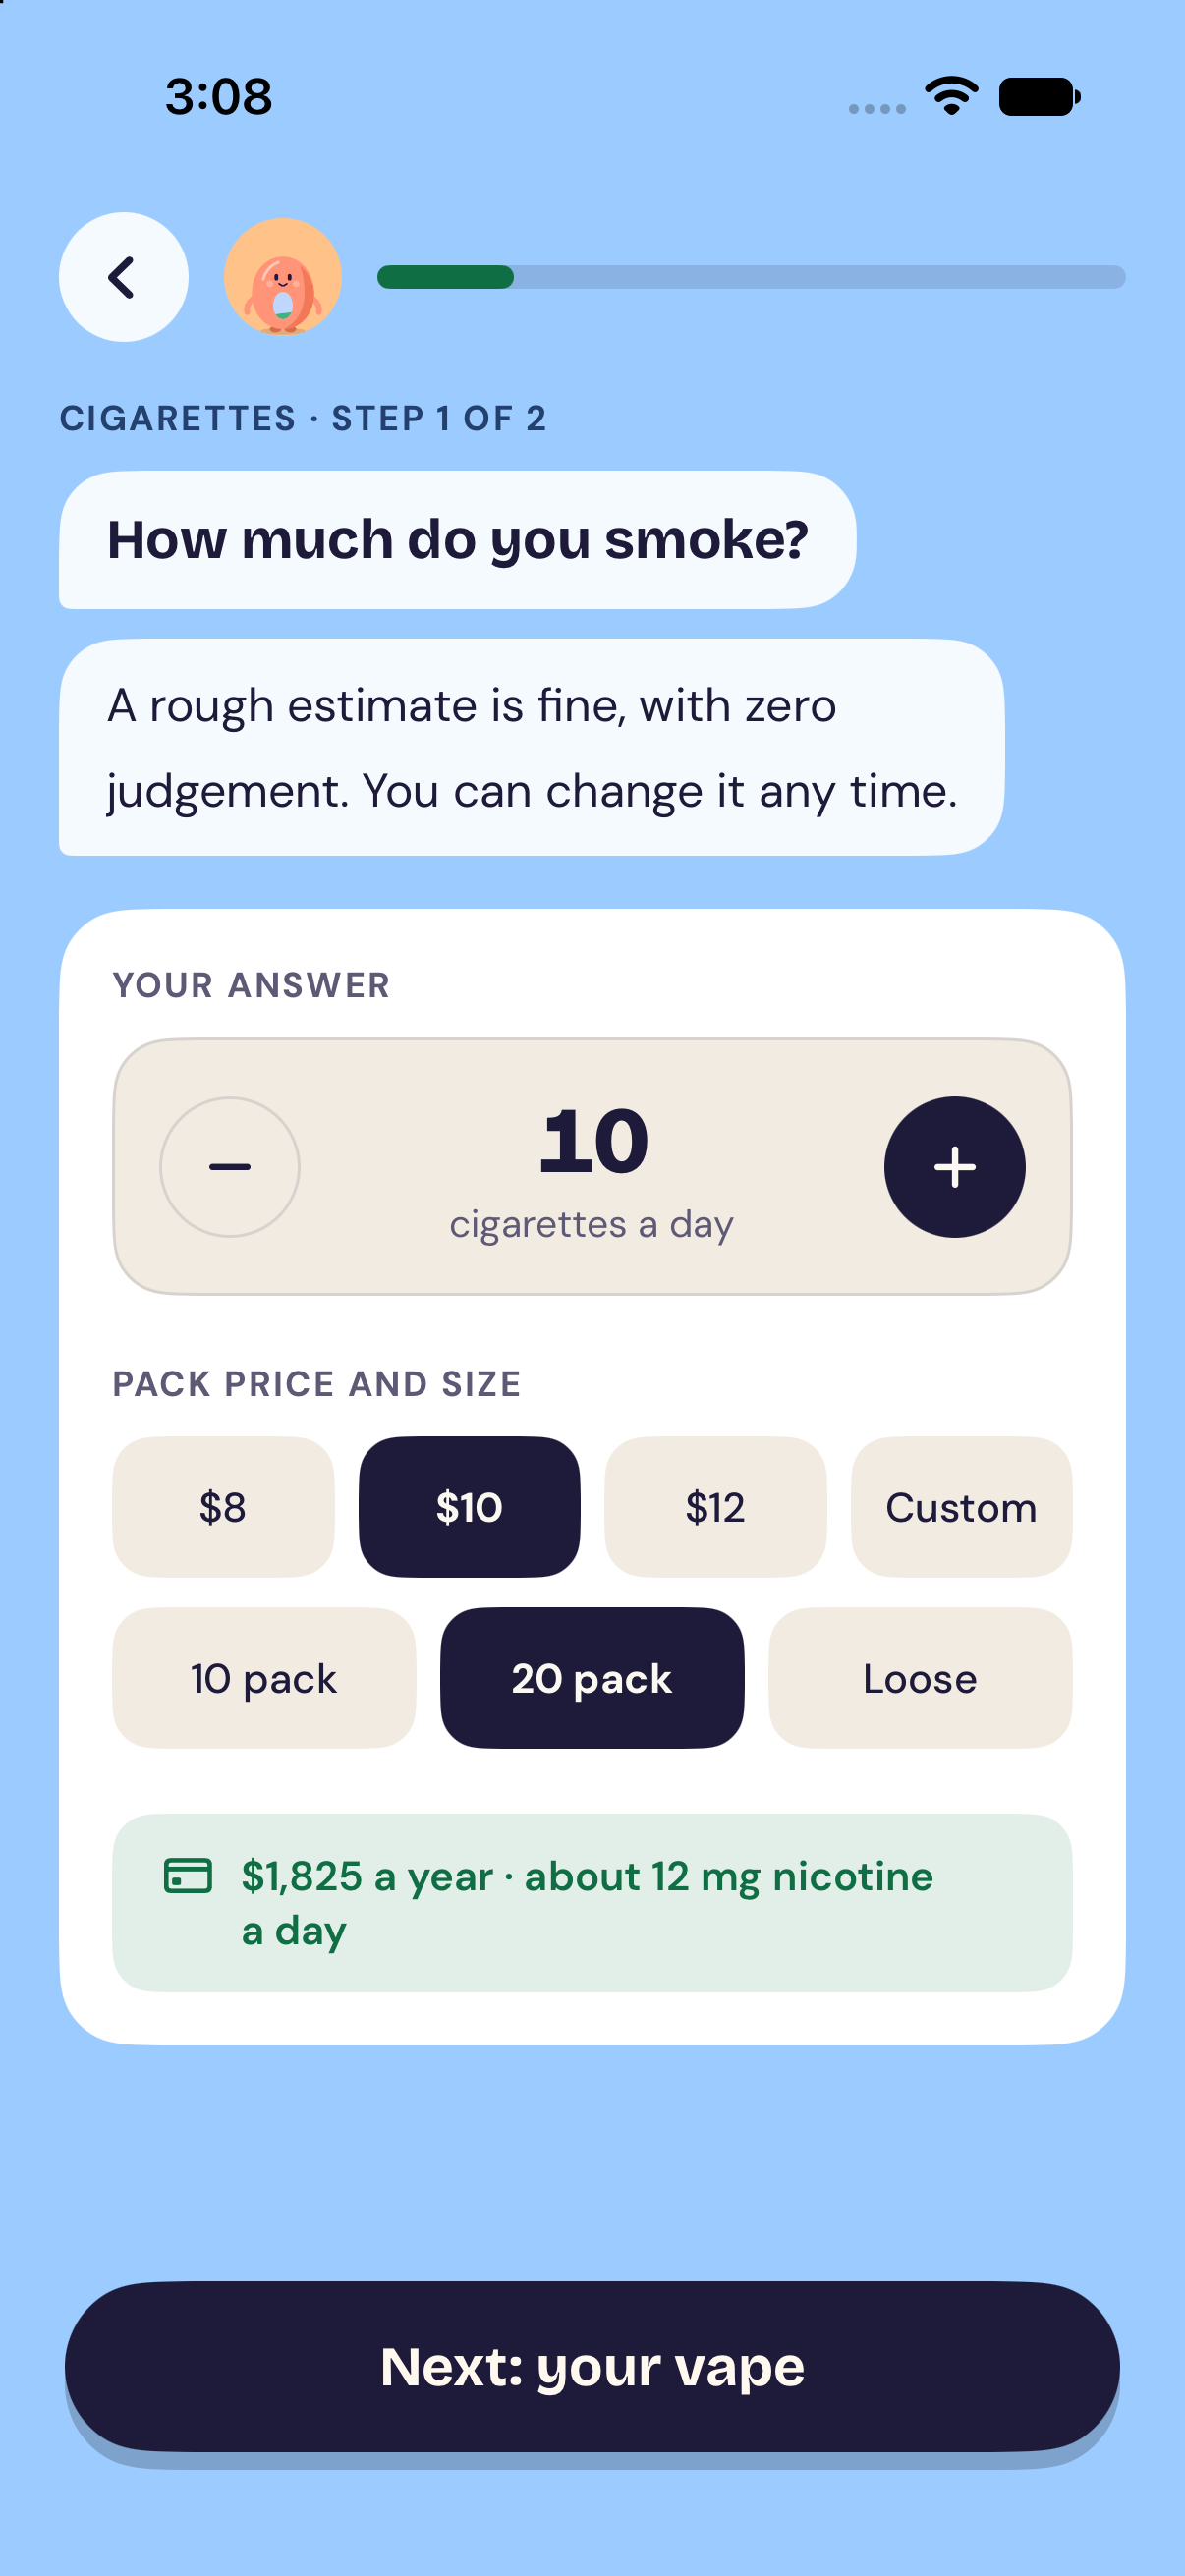 3:08
CIGARETTES · STEP 1 OF 2
How much do you smoke?
A rough estimate is fine, with zero
judgement. You can change it any time.
YOUR ANSWER
10
cigarettes a day
PACK PRICE AND SIZE
$8 $10 $12 Custom
10 pack 20 pack Loose
$1,825 a year · about 12 mg nicotine
a day
Next: your vape